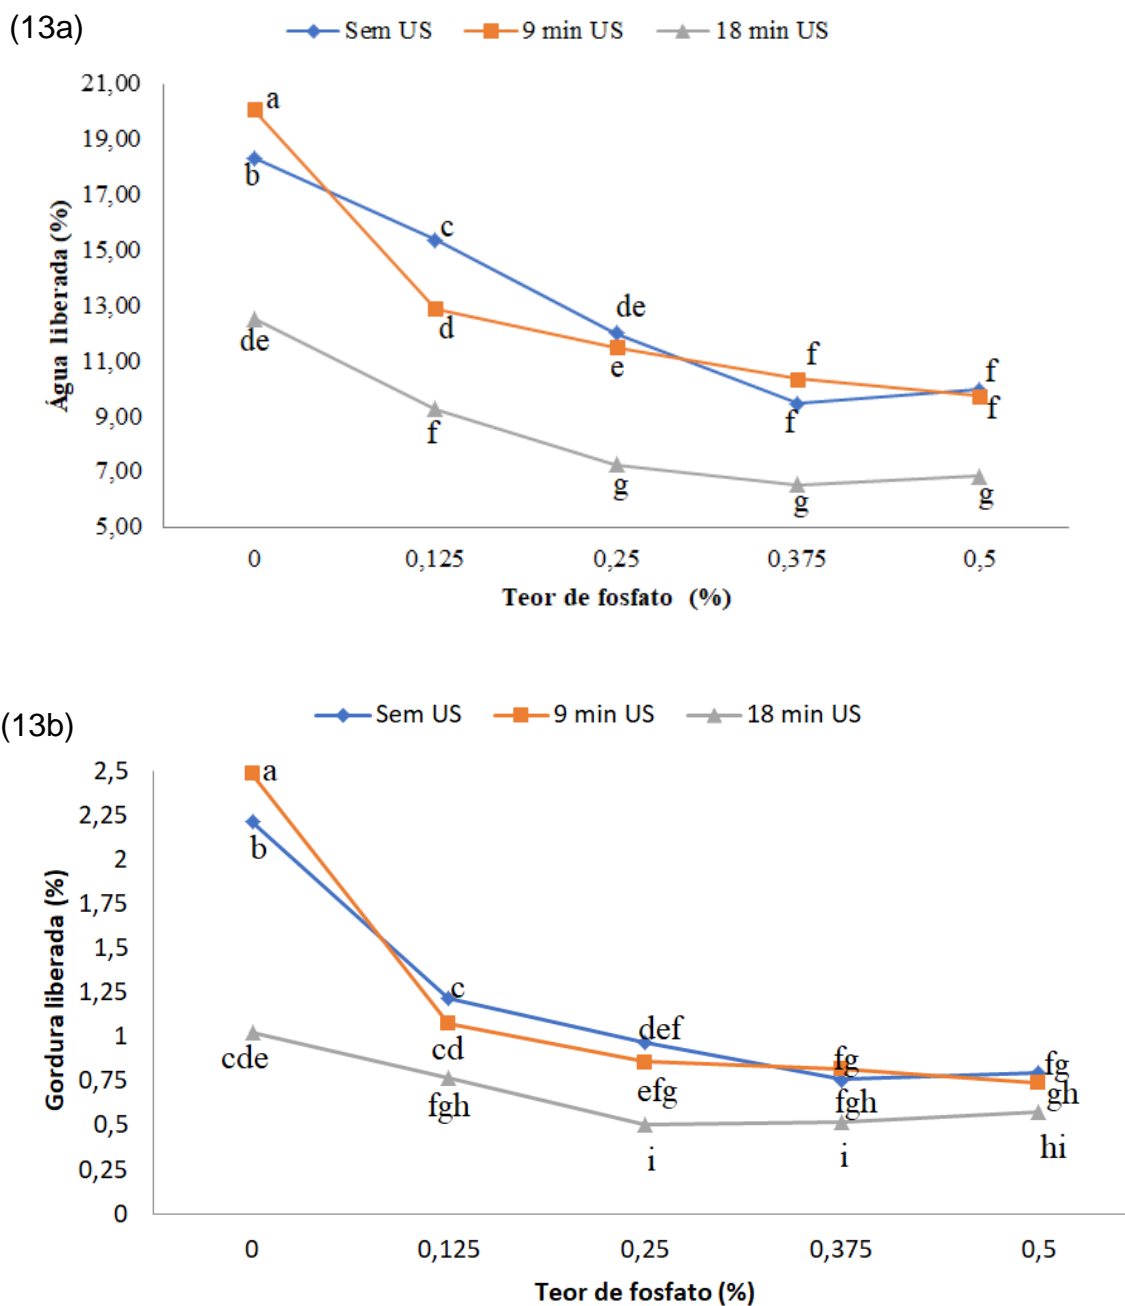 (13a)
Sem US 9 min US 18 min US
21,00
19,00
17,00
15,00
13,00
11,00
9,00
7,00
5,00
Água liberada (%)
a
b
c
d
de
de
e
f
f
f
f
f
g
g
g
0 0,125 0,25 0,375 0,5
Teor de fosfato (%)
(13b)
Sem US 9 min US 18 min US
2,5
2,25
2
1,75
1,5
1,25
1
0,75
0,5
0,25
0
Gordura liberada (%)
a
b
c
cd
cde
def
efg
fgh
fg
fgh
fg
gh
i
i
hi
0 0,125 0,25 0,375 0,5
Teor de fosfato (%)